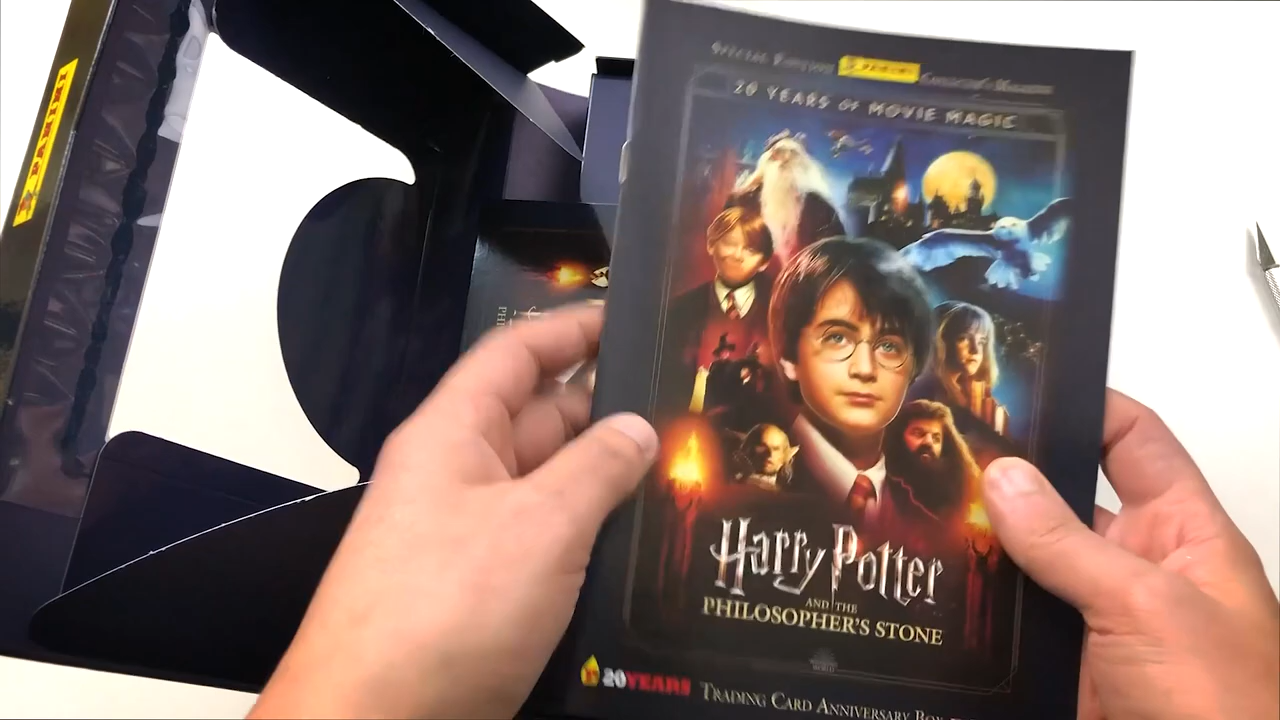 PANINI
SPECIAL EDITION PANINI COLLECTOR'S MAGAZINE
20 YEARS OF MOVIE MAGIC
Harry Potter
AND THE
PHILOSOPHER'S STONE
20 YEARS TRADING CARD ANNIVERSARY BOX